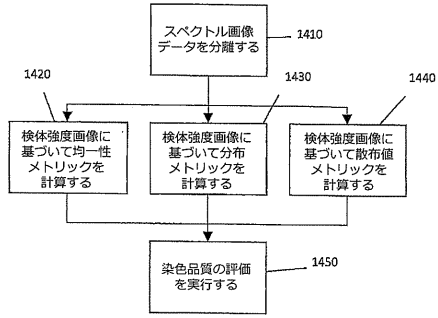 スペクトル画像
データを分離する
1410
1420
検体強度画像に
基づいて均一性
メトリックを
計算する
1430
検体強度画像に
基づいて分布
メトリックを
計算する
1440
検体強度画像に
基づいて散布値
メトリックを
計算する
染色品質の評価
を実行する
1450